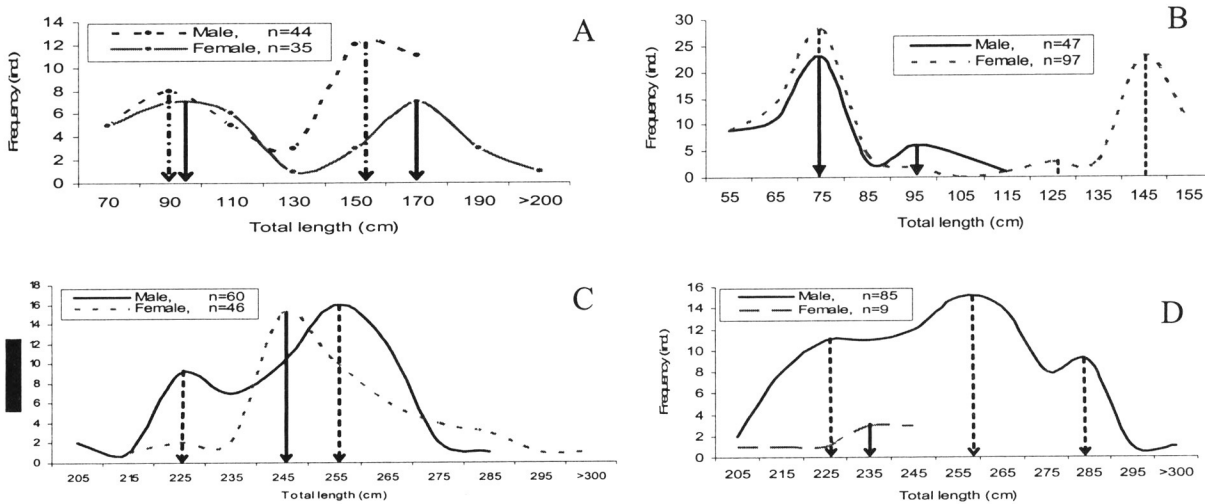 A
Male, n=44
Female, n=35
Frequency (ind.)
14
12
10
8
6
4
2
0
70 90 110 130 150 170 190 >200
Total length (cm)
B
Male, n=47
Female, n=97
Frequency (ind.)
30
25
20
15
10
5
0
55 65 75 85 95 105 115 125 135 145 155
Total length (cm)
C
Male, n=60
Female, n=46
18
16
14
12
10
8
6
4
2
0
205 215 225 235 245 255 265 275 285 295 >300
Total length (cm)
D
Male, n=85
Female, n=9
Frequency (ind.)
16
14
12
10
8
6
4
2
0
205 215 225 235 245 255 265 275 285 295 >300
Total length (cm)